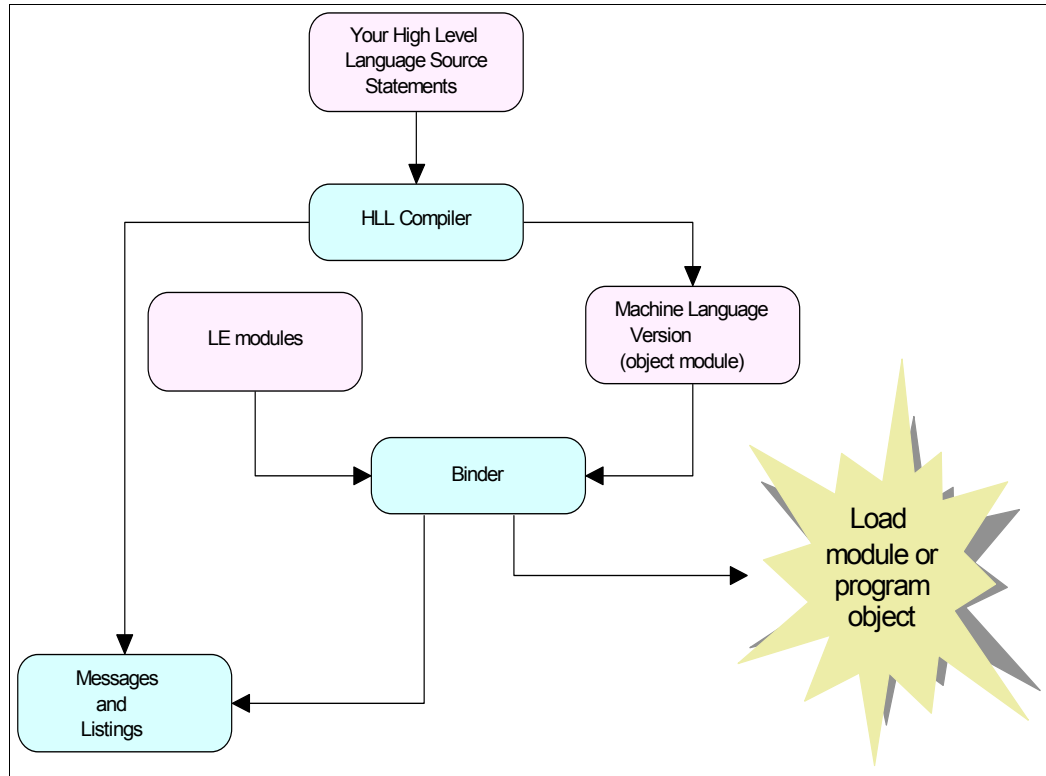 Your High Level
Language Source
Statements
HLL Compiler
LE modules
Machine Language
Version
(object module)
Binder
Load
module or
program
object
Messages
and
Listings